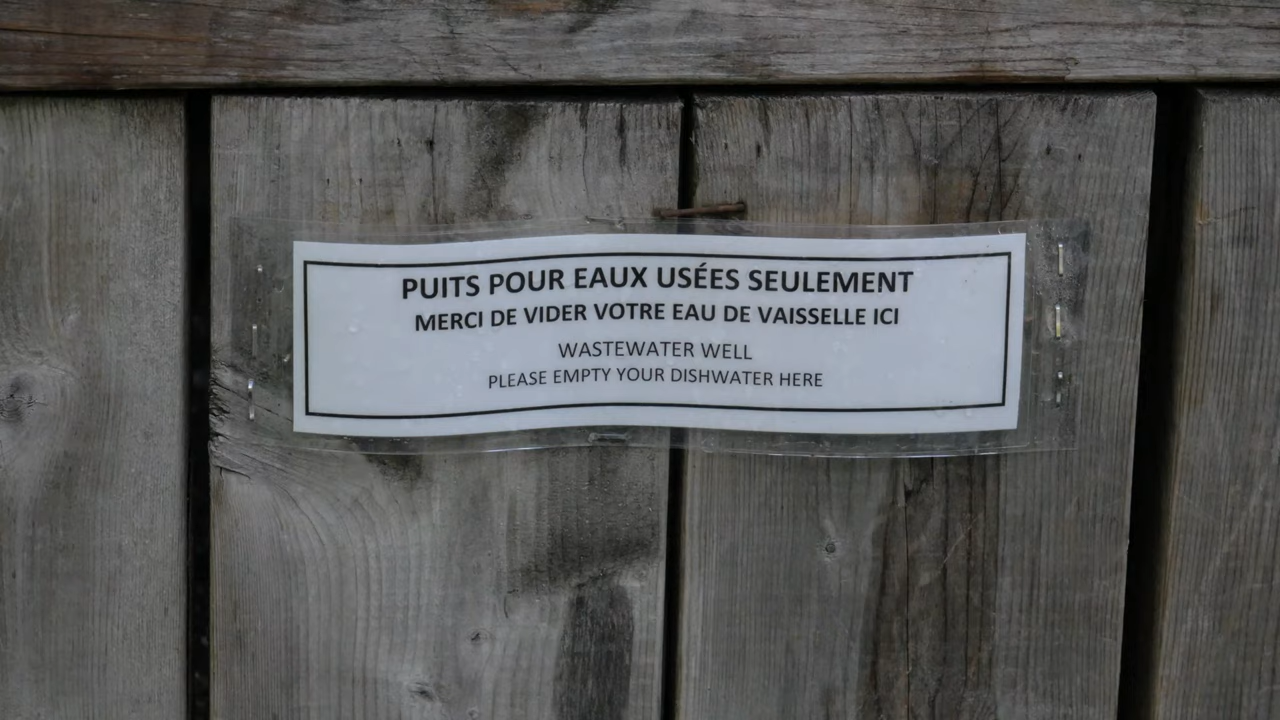 PUITS POUR EAUX USÉES SEULEMENT
MERCI DE VIDER VOTRE EAU DE VAISSELLE ICI
WASTEWATER WELL
PLEASE EMPTY YOUR DISHWATER HERE